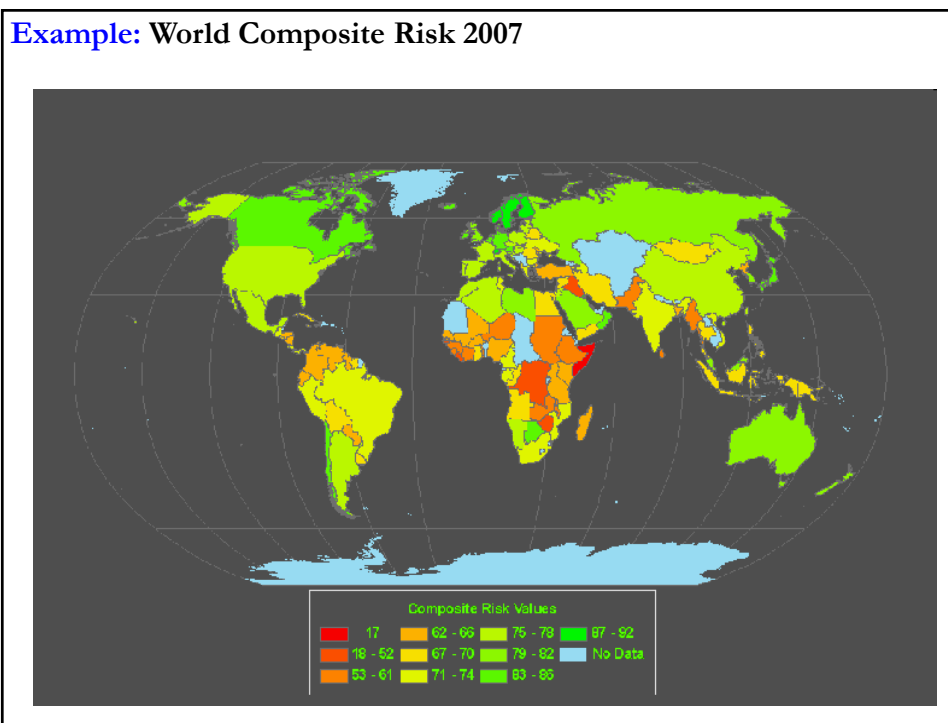 Example: World Composite Risk 2007
Composite Risk Values
17 62 - 66 75 - 78 87 - 92
18 - 52 67 - 70 79 - 82 No Data
53 - 61 71 - 74 83 - 86